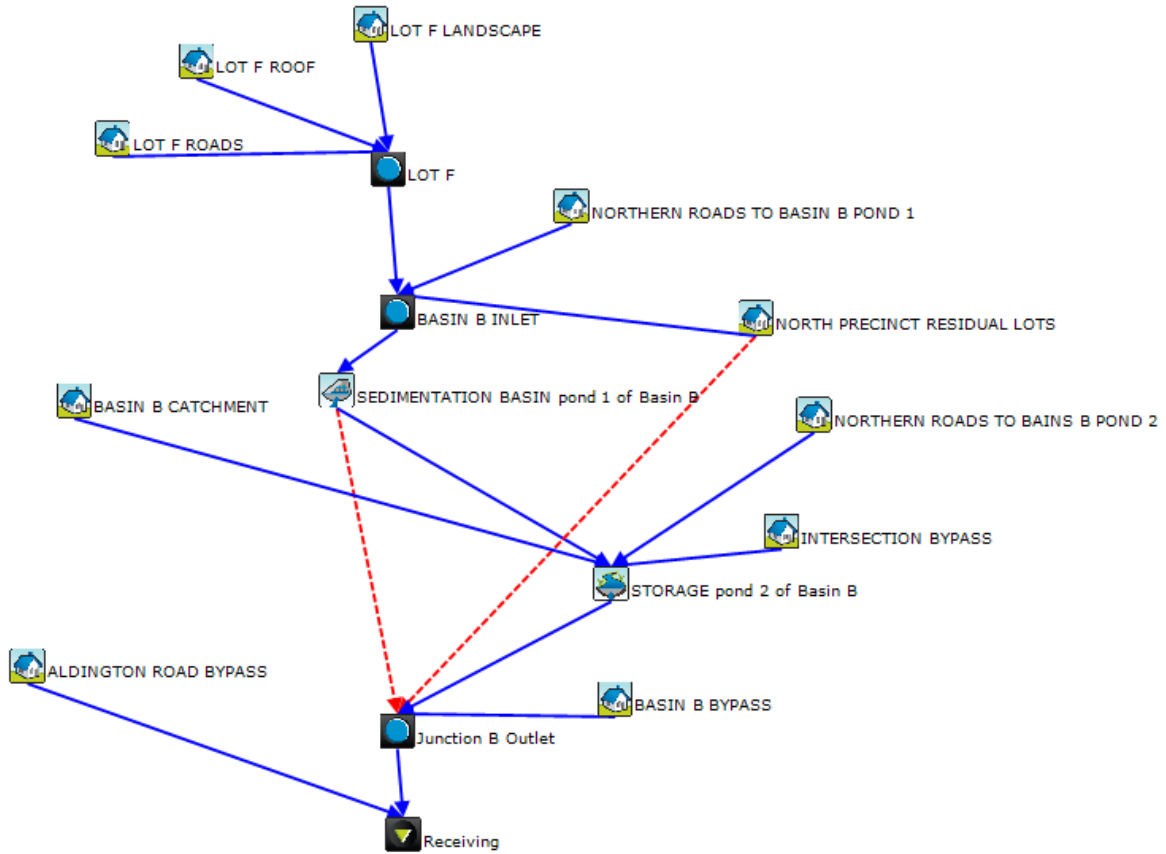 LOT F LANDSCAPE
LOT F ROOF
LOT F ROADS
LOT F
NORTHERN ROADS TO BASIN B POND 1
BASIN B INLET
NORTH PRECINCT RESIDUAL LOTS
SEDIMENTATION BASIN pond 1 of Basin B
BASIN B CATCHMENT
NORTHERN ROADS TO BAINS B POND 2
INTERSECTION BYPASS
STORAGE pond 2 of Basin B
ALDINGTON ROAD BYPASS
BASIN B BYPASS
Junction B Outlet
Receiving